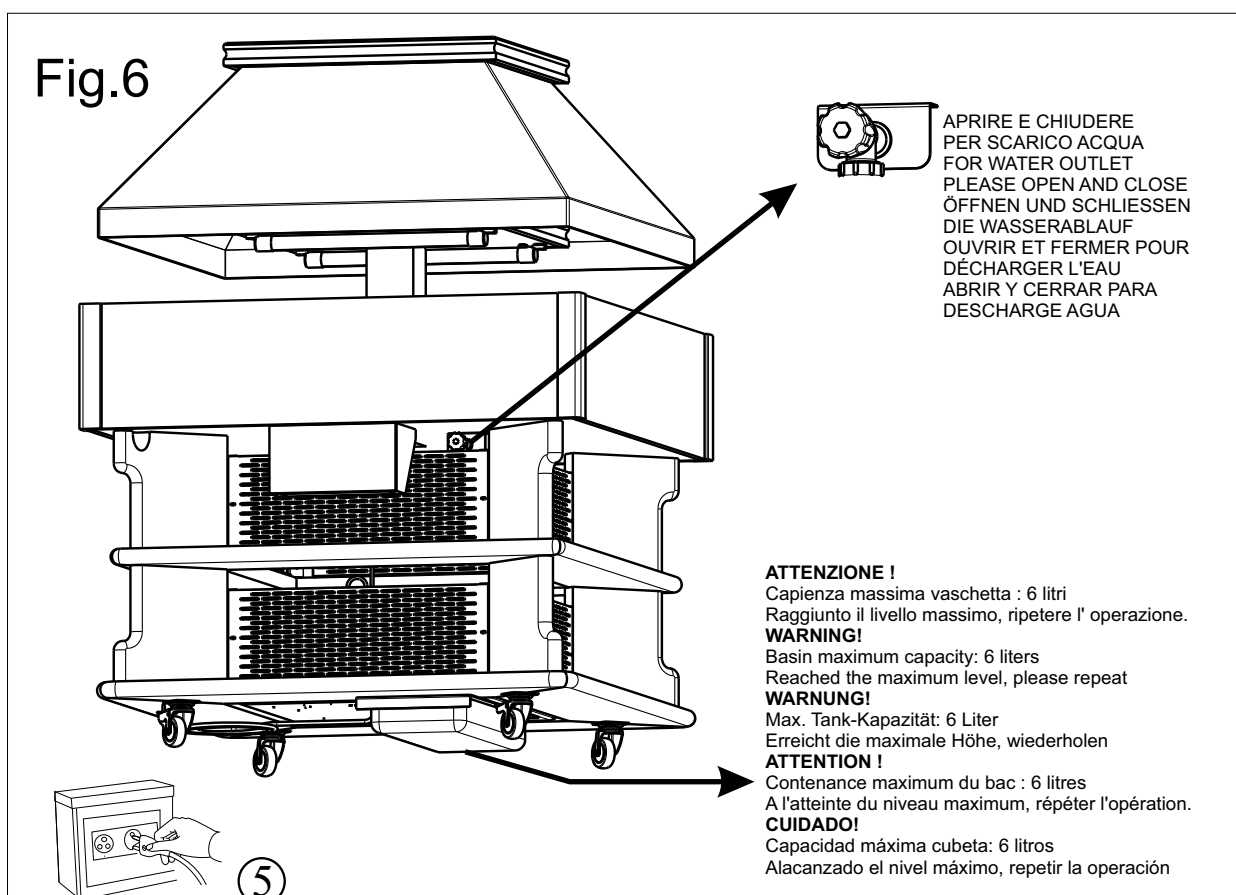 Fig.6
APRIRE E CHIUDERE
PER SCARICO ACQUA
FOR WATER OUTLET
PLEASE OPEN AND CLOSE
ÖFFNEN UND SCHLIESSEN
DIE WASSERABLAUF
OUVRIR ET FERMER POUR
DÉCHARGER L'EAU
ABRIR Y CERRAR PARA
DESCHARGE AGUA
ATTENZIONE !
Capienza massima vaschetta : 6 litri
Raggiunto il livello massimo, ripetere l' operazione.
WARNING!
Basin maximum capacity: 6 liters
Reached the maximum level, please repeat
WARNUNG!
Max. Tank-Kapazität: 6 Liter
Erreicht die maximale Höhe, wiederholen
ATTENTION !
Contenance maximum du bac : 6 litres
A l'atteinte du niveau maximum, répéter l'opération.
CUIDADO!
Capacidad máxima cubeta: 6 litros
Alacanzado el nivel máximo, repetir la operación
5